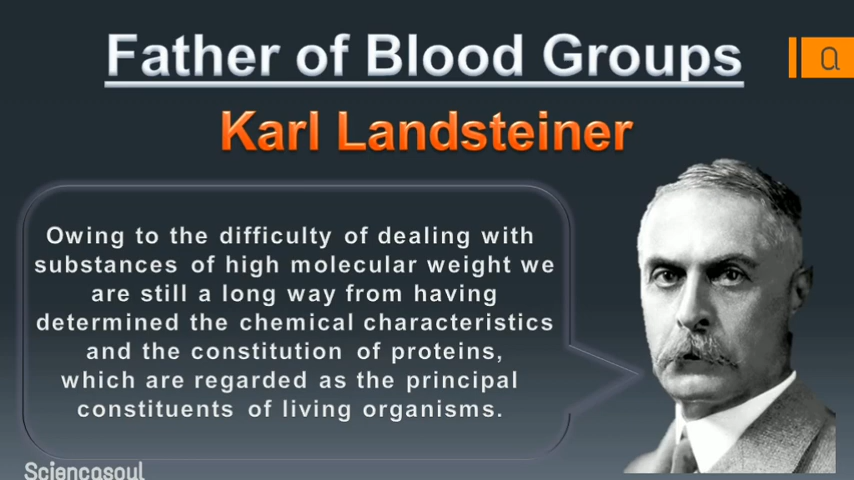 Father of Blood Groups
a
Karl Landsteiner
Owing to the difficulty of dealing with
substances of high molecular weight we
are still a long way from having
determined the chemical characteristics
and the constitution of proteins,
which are regarded as the principal
constituents of living organisms.
Sciencasoul